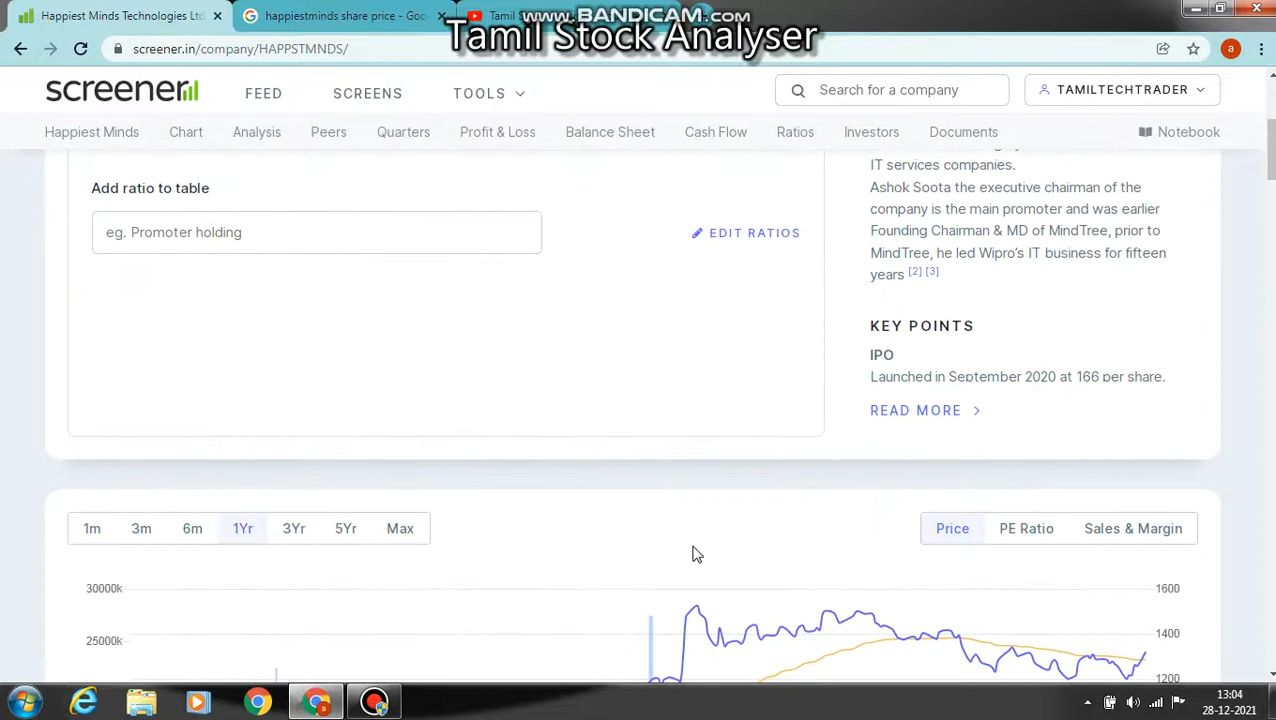 Happiest Minds Technologies Ltd
happiestminds share price - Goo
Tamil S
www.BANDICAM.com
Tamil Stock Analyser
screener.in/company/HAPPSTMNDS/
a
screener
FEED
SCREENS
TOOLS
Search for a company
TAMILTECHTRADER
Happiest Minds
Chart
Analysis
Peers
Quarters
Profit & Loss
Balance Sheet
Cash Flow
Ratios
Investors
Documents
Notebook
Add ratio to table
eg. Promoter holding
EDIT RATIOS
IT services companies.
Ashok Soota the executive chairman of the
company is the main promoter and was earlier
Founding Chairman & MD of MindTree, prior to
MindTree, he led Wipro's IT business for fifteen
years [2] [3]
KEY POINTS
IPO
Launched in September 2020 at 166 per share.
READ MORE
1m
3m
6m
1Yr
3Yr
5Yr
Max
Price
PE Ratio
Sales & Margin
30000k
1600
25000k
1400
1200
13:04
28-12-2021